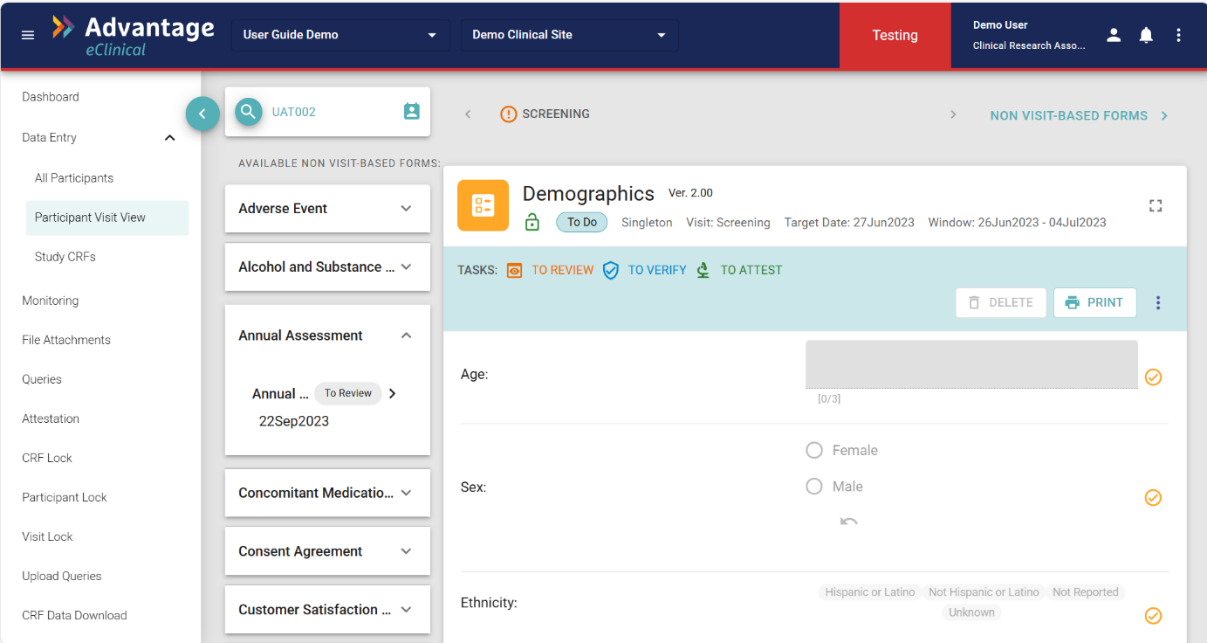 Advantage
eClinical
User Guide Demo
Demo Clinical Site
Testing
Demo User
Clinical Research Asso...
Dashboard
Data Entry
All Participants
Participant Visit View
Study CRFs
Monitoring
File Attachments
Queries
Attestation
CRF Lock
Participant Lock
Visit Lock
Upload Queries
CRF Data Download
UAT002
AVAILABLE NON VISIT-BASED FORMS:
Adverse Event
Alcohol and Substance ...
Annual Assessment
Annual ... To Review
22Sep2023
Concomitant Medicatio...
Consent Agreement
Customer Satisfaction ...
SCREENING
NON VISIT-BASED FORMS
Demographics Ver. 2.00
To Do Singleton Visit: Screening Target Date: 27Jun2023 Window: 26Jun2023 - 04Jul2023
TASKS: TO REVIEW TO VERIFY TO ATTEST
DELETE PRINT
Age:
[0/3]
Sex:
Female
Male
Ethnicity:
Hispanic or Latino Not Hispanic or Latino Not Reported
Unknown